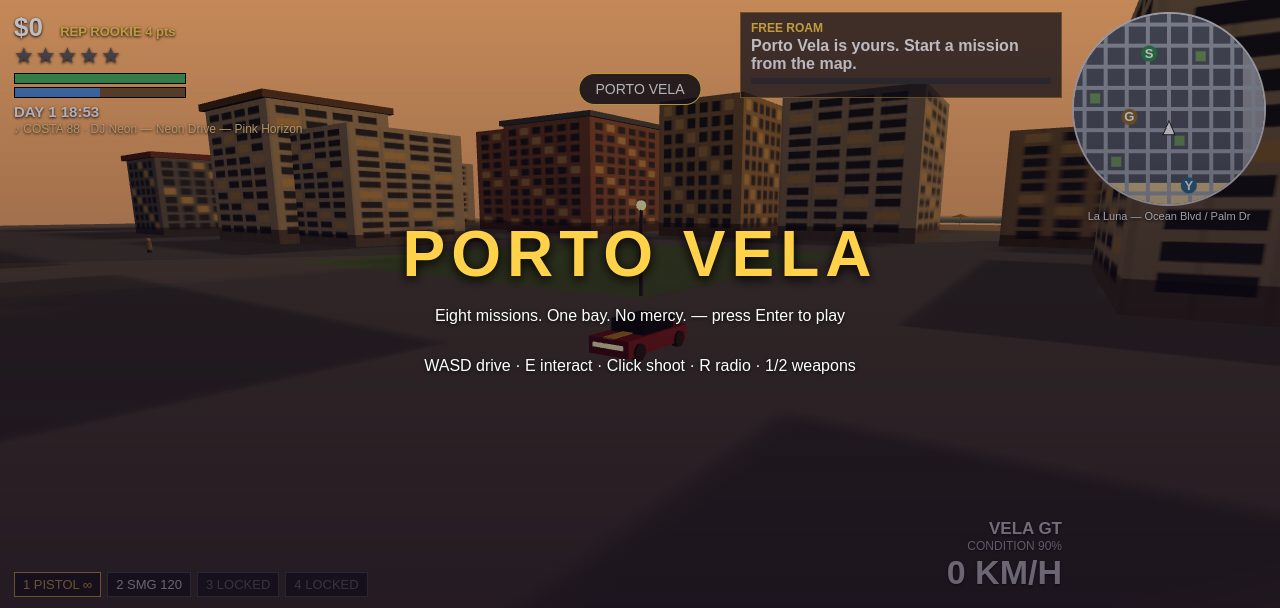 $0 REP ROOKIE 4 pts
★★★★★
DAY 1 18:53
♪ COSTA 88 · DJ Neon — Neon Drive — Pink Horizon
PORTO VELA
FREE ROAM
Porto Vela is yours. Start a mission
from the map.
S
G
Y
La Luna — Ocean Blvd / Palm Dr
PORTO VELA
Eight missions. One bay. No mercy. — press Enter to play
WASD drive · E interact · Click shoot · R radio · 1/2 weapons
VELA GT
CONDITION 90%
0 KM/H
1 PISTOL ∞ 2 SMG 120 3 LOCKED 4 LOCKED